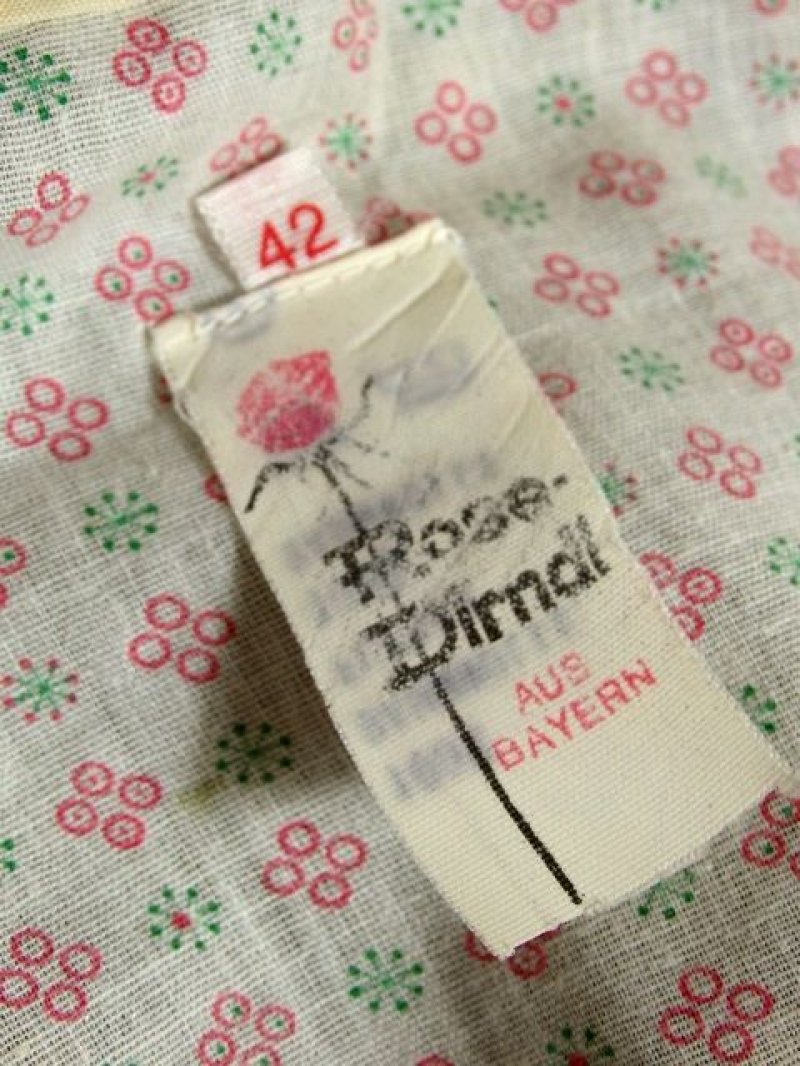 42
Rose-
Dirndl
AUS
BAYERN